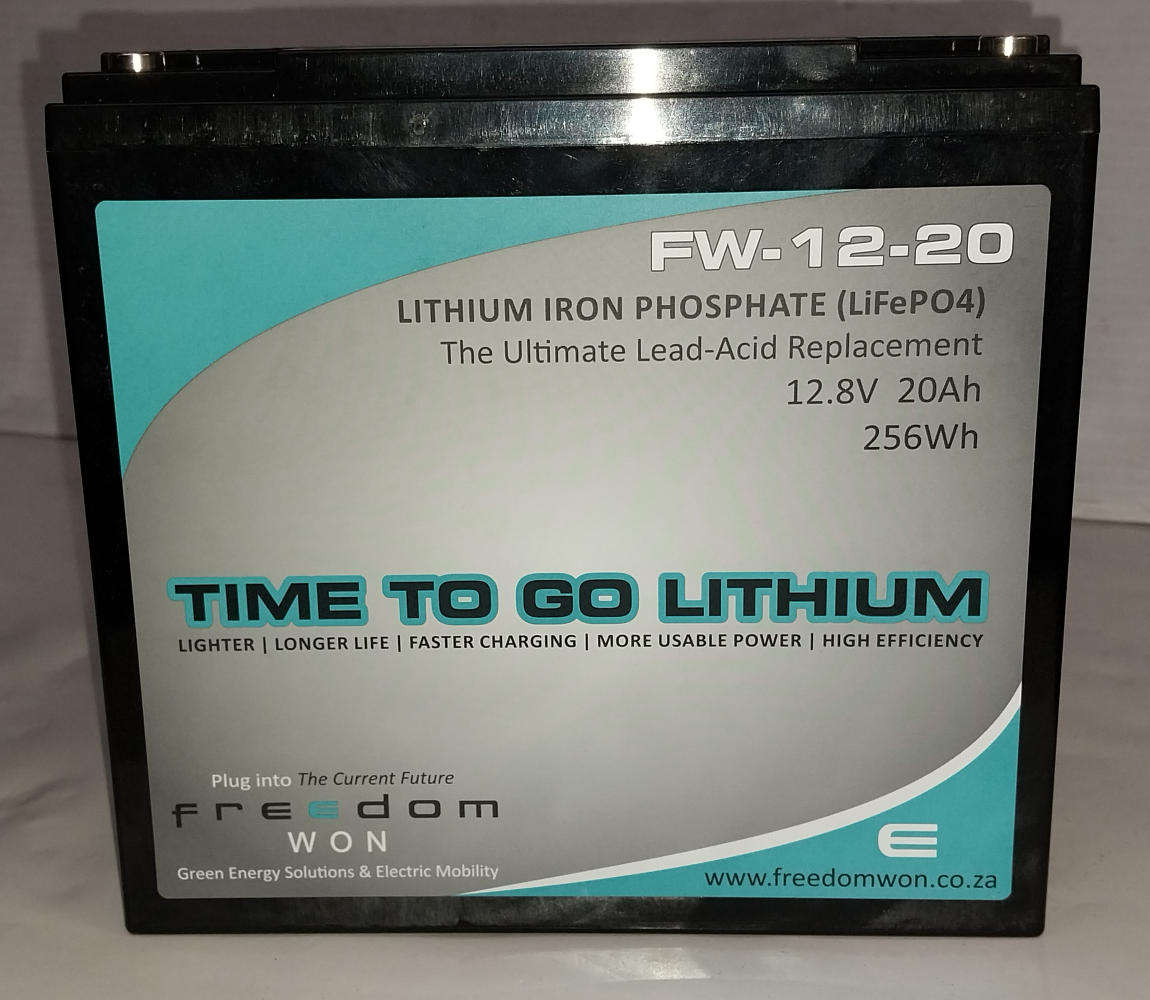 FW-12-20
LITHIUM IRON PHOSPHATE (LiFePO4)
The Ultimate Lead-Acid Replacement
12.8V 20Ah
256Wh
TIME TO GO LITHIUM
LIGHTER | LONGER LIFE | FASTER CHARGING | MORE USABLE POWER | HIGH EFFICIENCY
Plug into The Current Future
freedom
WON
Green Energy Solutions & Electric Mobility
E
www.freedomwon.co.za